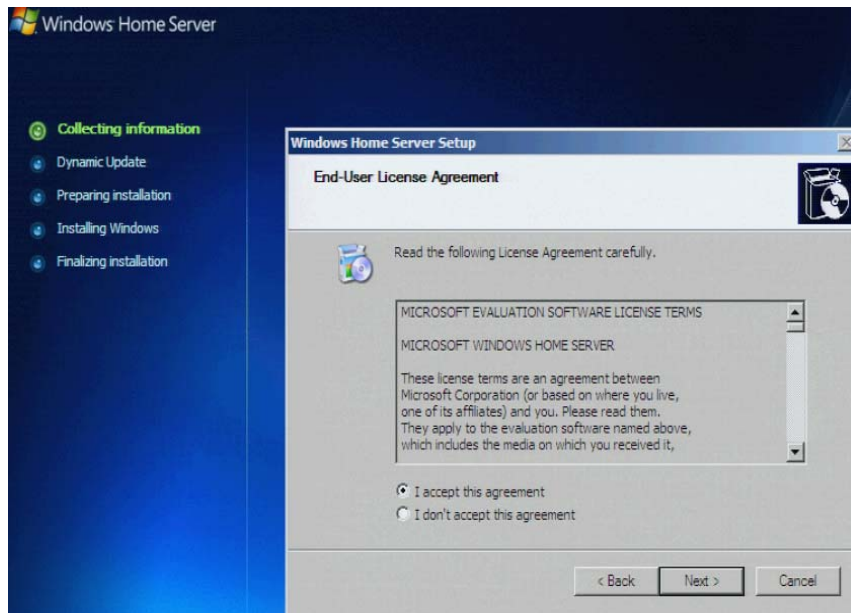 Windows Home Server
Collecting information
Dynamic Update
Preparing installation
Installing Windows
Finalizing installation
Windows Home Server Setup
End-User License Agreement
Read the following License Agreement carefully.
MICROSOFT EVALUATION SOFTWARE LICENSE TERMS
MICROSOFT WINDOWS HOME SERVER
These license terms are an agreement between
Microsoft Corporation (or based on where you live,
one of its affiliates) and you. Please read them.
They apply to the evaluation software named above,
which includes the media on which you received it,
I accept this agreement
I don't accept this agreement
< Back
Next >
Cancel